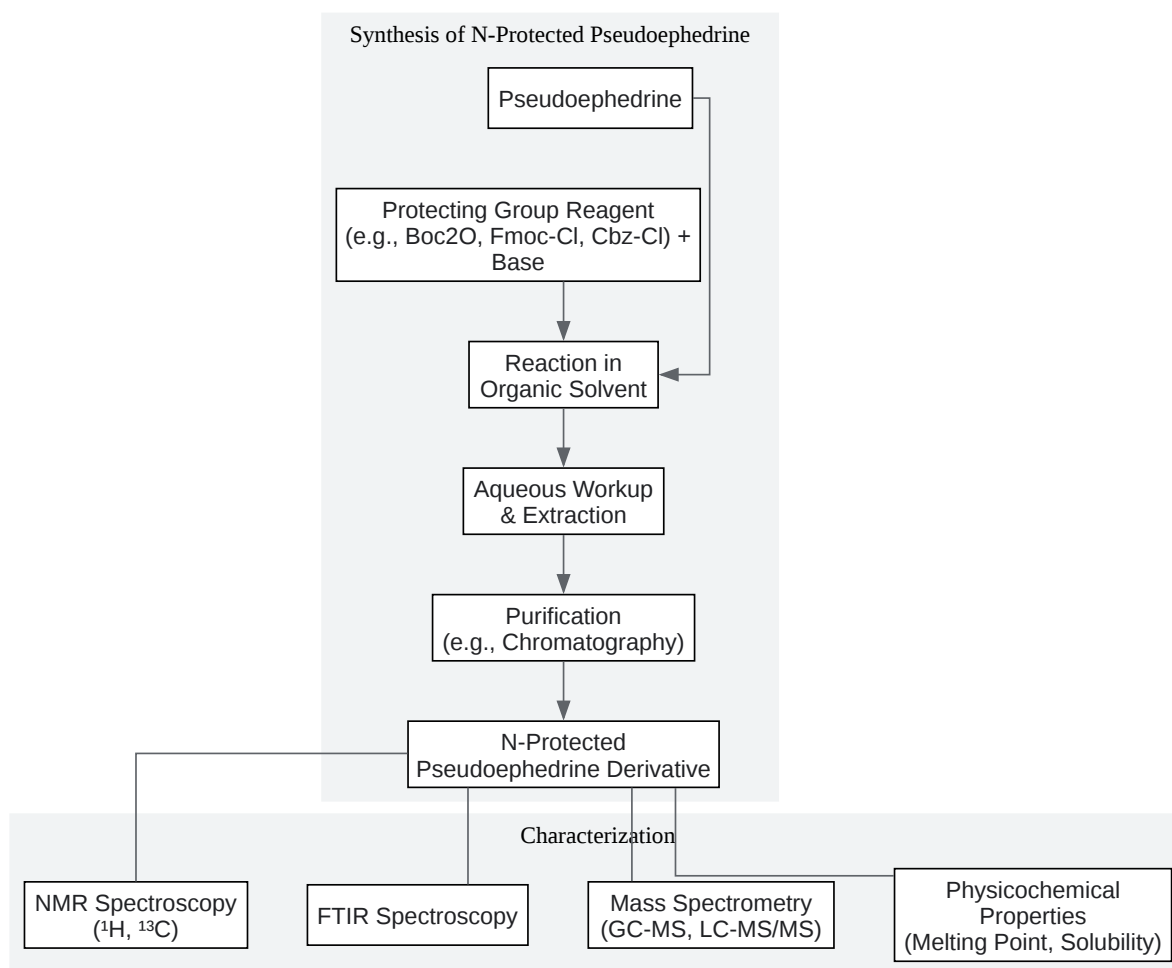 Synthesis of N-Protected Pseudoephedrine
Pseudoephedrine
Protecting Group Reagent
(e.g., Boc2O, Fmoc-Cl, Cbz-Cl) +
Base
Reaction in
Organic Solvent
Aqueous Workup
& Extraction
Purification
(e.g., Chromatography)
N-Protected
Pseudoephedrine Derivative
Characterization
NMR Spectroscopy
(¹H, ¹³C)
FTIR Spectroscopy
Mass Spectrometry
(GC-MS, LC-MS/MS)
Physicochemical
Properties
(Melting Point, Solubility)